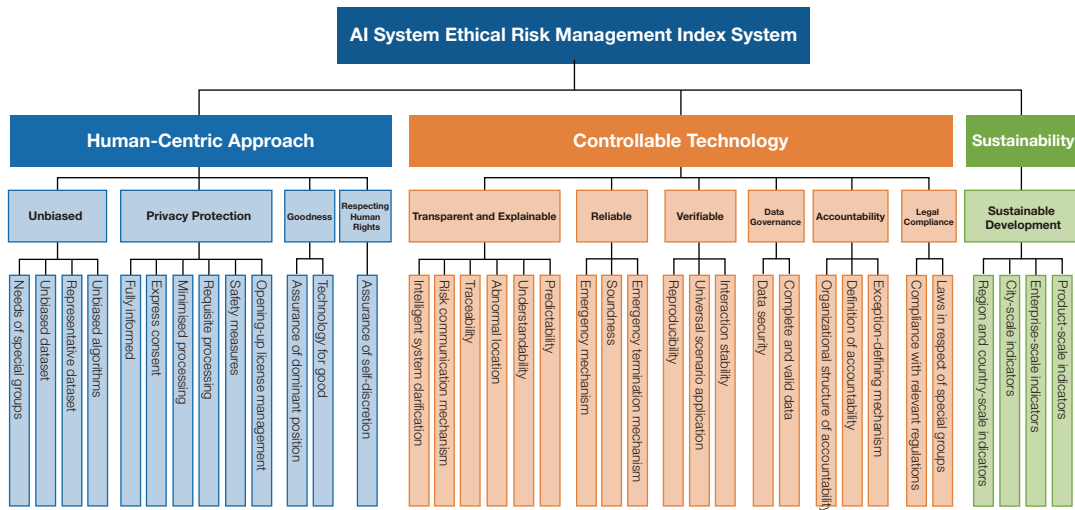 AI System Ethical Risk Management Index System
Human-Centric Approach
Controllable Technology
Sustainability
Unbiased
Privacy Protection
Goodness
Respecting
Human
Rights
Transparent and Explainable
Reliable
Verifiable
Data
Governance
Accountability
Legal
Compliance
Sustainable
Development
Needs of special groups
Unbiased dataset
Representative dataset
Unbiased algorithms
Fully informed
Express consent
Minimised processing
Requisite processing
Safety measures
Opening-up license management
Assurance of dominant position
Technology for good
Assurance of self-discretion
Intelligent system clarification
Risk communication mechanism
Traceability
Abnormal location
Understandability
Predictability
Emergency mechanism
Soundness
Emergency termination mechanism
Reproducibility
Universal scenario application
Interaction stability
Data security
Complete and valid data
Organizational structure of accountability
Definition of accountability
Exception-defining mechanism
Compliance with relevant regulations
Laws in respect of special groups
Region and country-scale indicators
City-scale indicators
Enterprise-scale indicators
Product-scale indicators